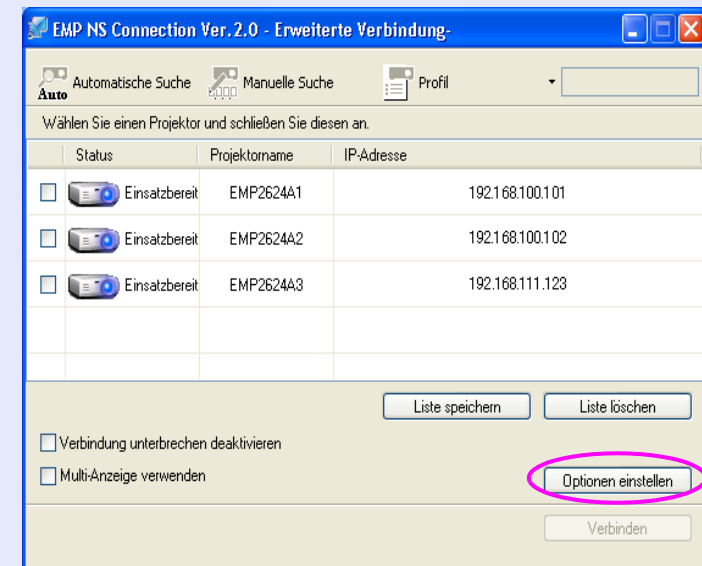 EMP NS Connection Ver.2.0 - Erweiterte Verbindung-
Auto Automatische Suche Manuelle Suche Profil
Wählen Sie einen Projektor und schließen Sie diesen an.
Status Projektorname IP-Adresse
Einsatzbereit EMP2624A1 192.168.100.101
Einsatzbereit EMP2624A2 192.168.100.102
Einsatzbereit EMP2624A3 192.168.111.123
Liste speichern Liste löschen
Verbindung unterbrechen deaktivieren
Multi-Anzeige verwenden
Optionen einstellen
Verbinden